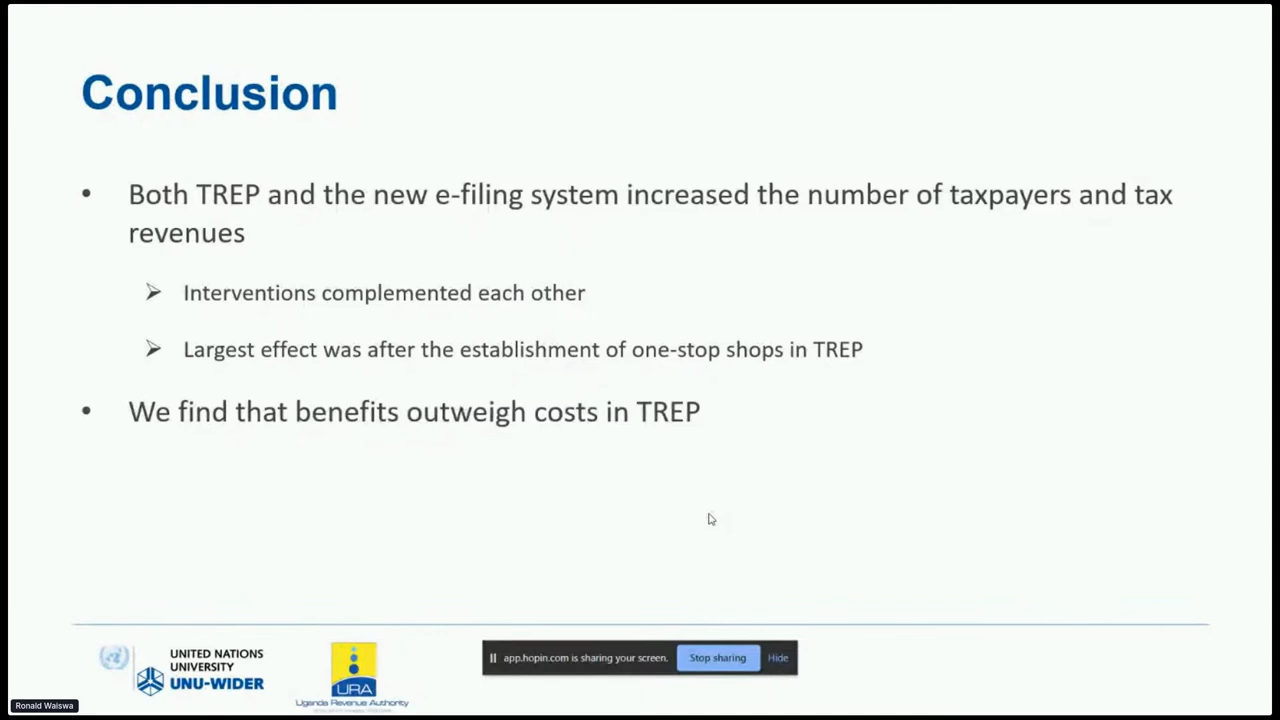 Conclusion
• Both TREP and the new e-filing system increased the number of taxpayers and tax
revenues
➢ Interventions complemented each other
➢ Largest effect was after the establishment of one-stop shops in TREP
• We find that benefits outweigh costs in TREP
UNITED NATIONS
UNIVERSITY
UNU-WIDER
URA
Uganda Revenue Authority
app.hopin.com is sharing your screen. Stop sharing Hide
Ronald Waiswa